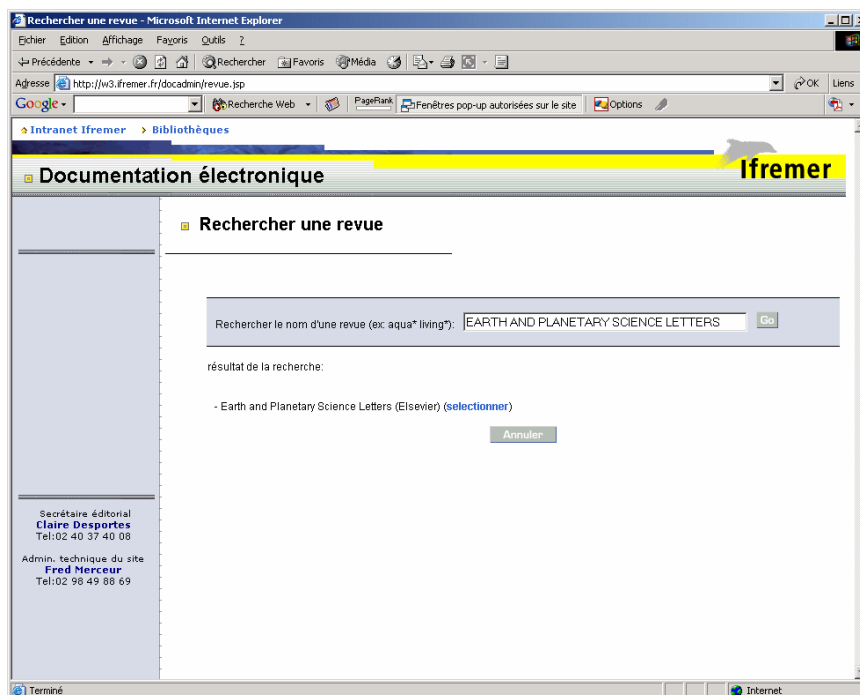 Rechercher une revue - Microsoft Internet Explorer
Fichier Edition Affichage Favoris Outils ?
Précédente Rechercher Favoris Média
Adresse http://w3.ifremer.fr/docadmin/revue.jsp OK Liens
Google Recherche Web PageRank Fenêtres pop-up autorisées sur le site Options
Intranet Ifremer Bibliothèques
Ifremer
Documentation électronique
Rechercher une revue
Rechercher le nom d'une revue (ex: aqua* living*): EARTH AND PLANETARY SCIENCE LETTERS Go
résultat de la recherche:
- Earth and Planetary Science Letters (Elsevier) (selectionner)
Annuler
Secrétaire éditorial
Claire Desportes
Tel:02 40 37 40 08
Admin. technique du site
Fred Merceur
Tel:02 98 49 88 69
Terminé Internet